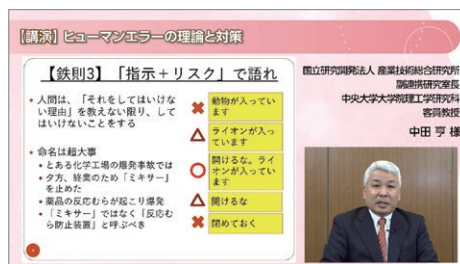 【講演】ヒューマンエラーの理論と対策
【鉄則3】「指示+リスク」で語れ
• 人間は、「それをしてはいけな
い理由」を教えない限り、して
はいけないことをする
• 命名は超大事
• とある化学工場の爆発事故では
• 夕方、終業のため「ミキサー」
を止めた
• 薬品の反応むらが起こり爆発
• 「ミキサー」ではなく「反応む
ら防止装置」と呼ぶべき
✖ 動物が入ってい
ます
△ ライオンが入っ
ています
○ 開けるな。ライ
オンが入ってい
ます
△ 開けるな
✖ 閉めておく
国立研究開発法人 産業技術総合研究所
副連携研究室長
中央大学大学院理工学研究科
客員教授
中田 亨 様